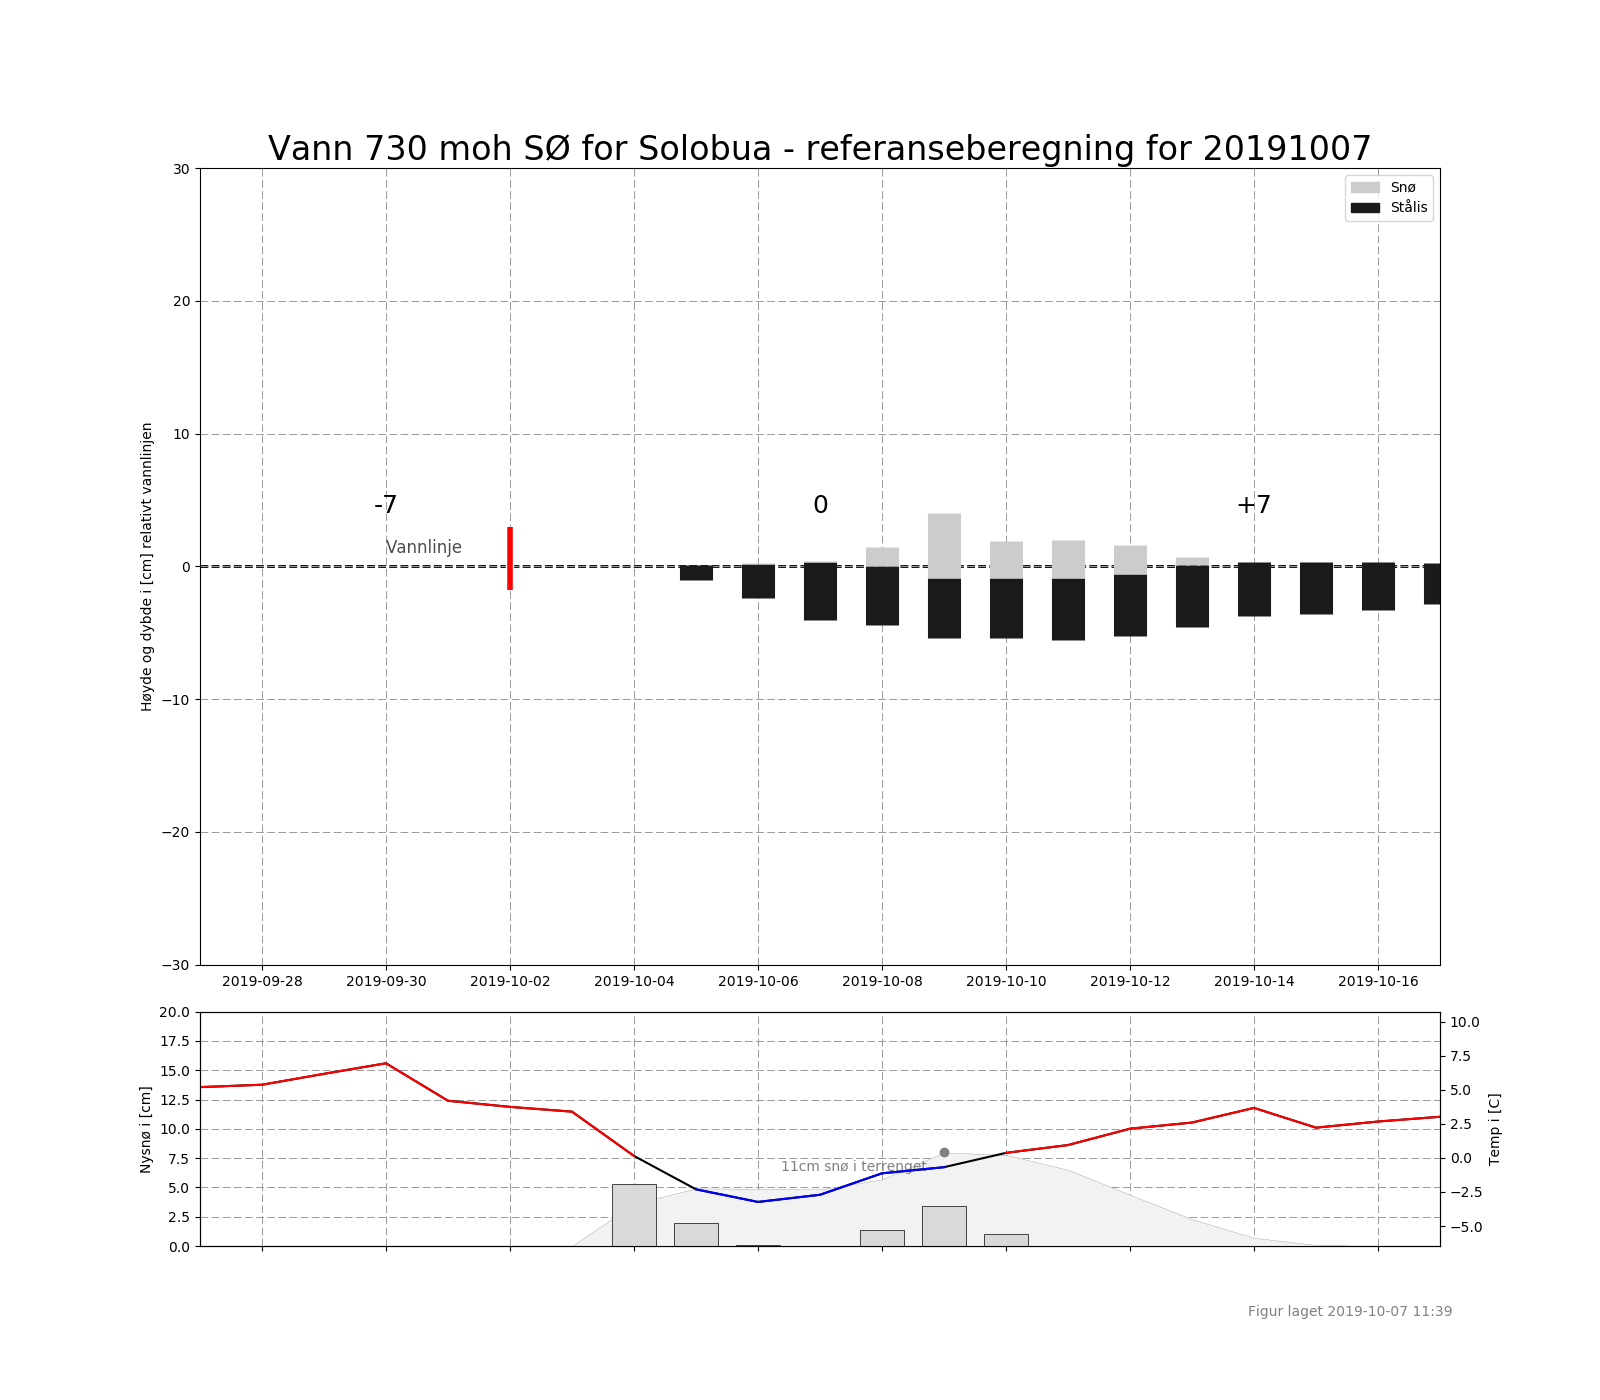 Vann 730 moh SØ for Solobua - referanseberegning for 20191007
30
20
10
0
−10
−20
−30
Høyde og dybde i [cm] relativt vannlinjen
Snø
Stålis
-7
0
+7
Vannlinje
2019-09-28 2019-09-30 2019-10-02 2019-10-04 2019-10-06 2019-10-08 2019-10-10 2019-10-12 2019-10-14 2019-10-16
20.0
17.5
15.0
12.5
10.0
7.5
5.0
2.5
0.0
Nysnø i [cm]
11cm snø i terrenget
10.0
7.5
5.0
2.5
0.0
−2.5
−5.0
Temp i [C]
Figur laget 2019-10-07 11:39